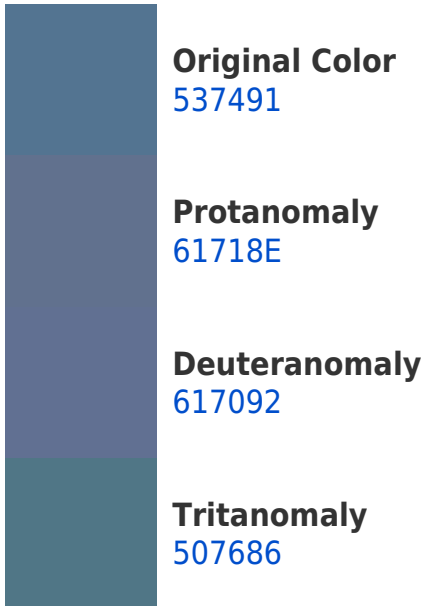 Original Color
537491
Protanomaly
61718E
Deuteranomaly
617092
Tritanomaly
507686